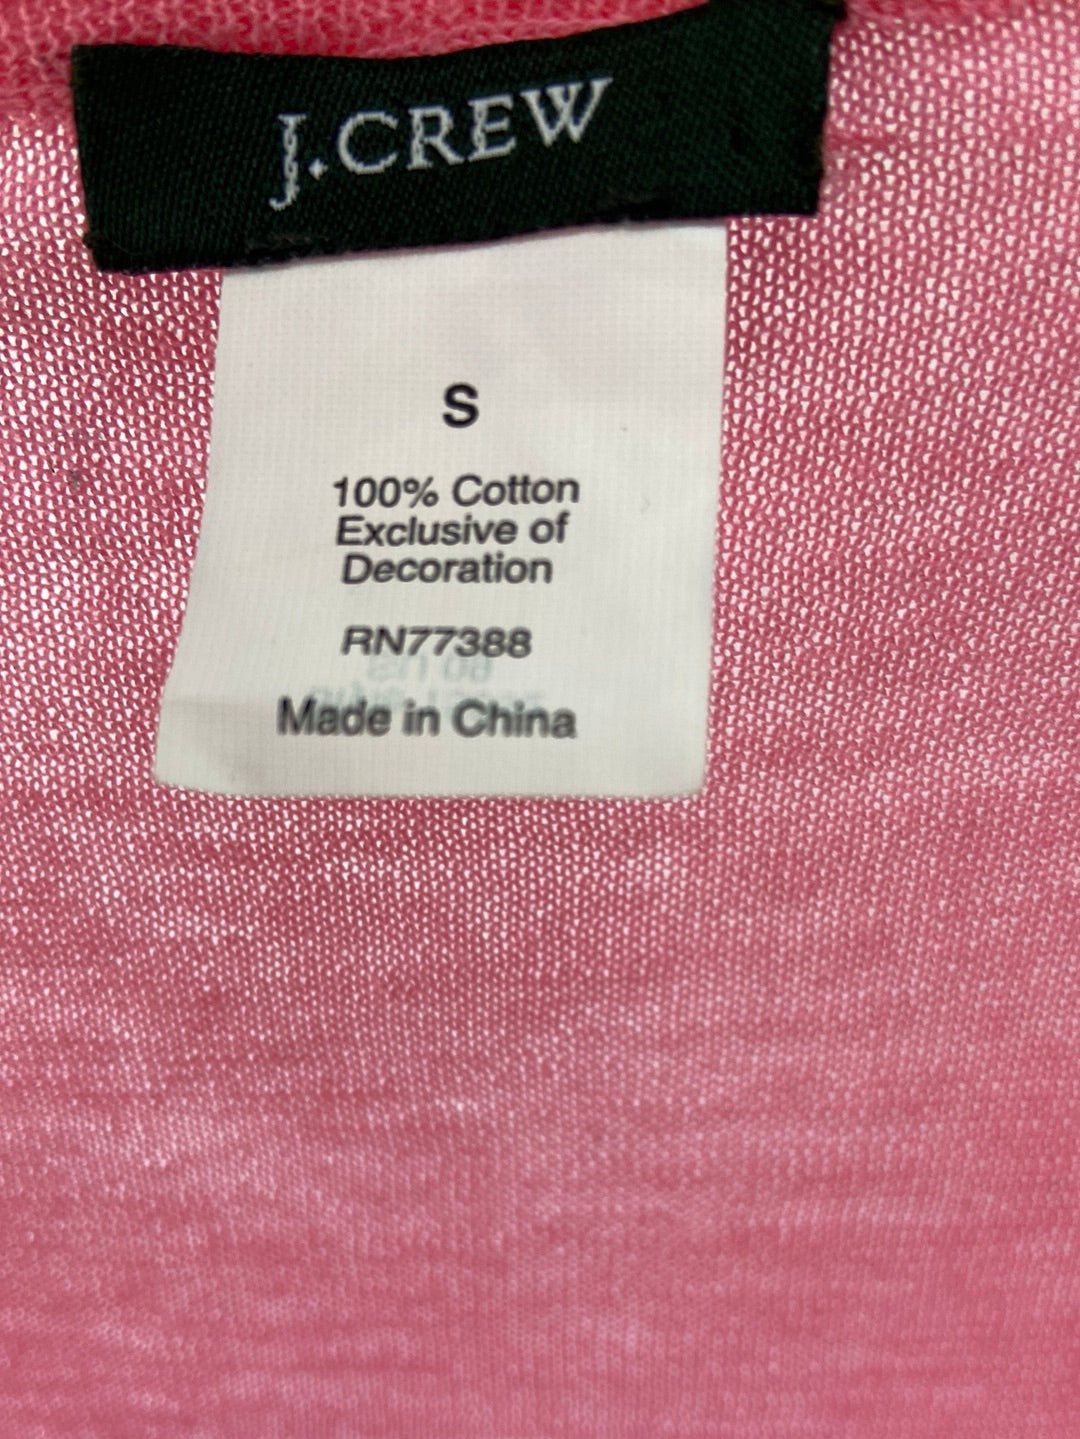 J.CREW
S
100% Cotton
Exclusive of
Decoration
RN77388
Made in China